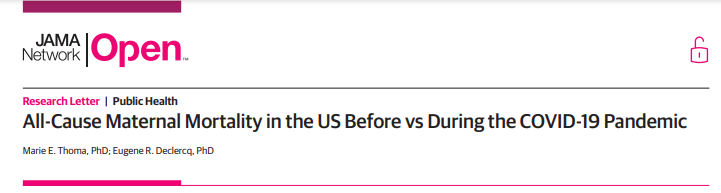 JAMA
Network Open™
Research Letter | Public Health
All-Cause Maternal Mortality in the US Before vs During the COVID-19 Pandemic
Marie E. Thoma, PhD; Eugene R. Declercq, PhD